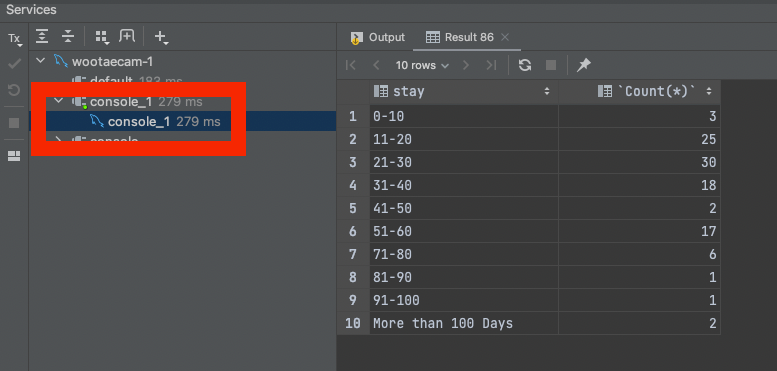 Services
Tx
wootaecam-1
default 183 ms
console_1 279 ms
console_1 279 ms
console
Output
Result 86
10 rows
stay
`Count(*)`
1 0-10 3
2 11-20 25
3 21-30 30
4 31-40 18
5 41-50 2
6 51-60 17
7 71-80 6
8 81-90 1
9 91-100 1
10 More than 100 Days 2